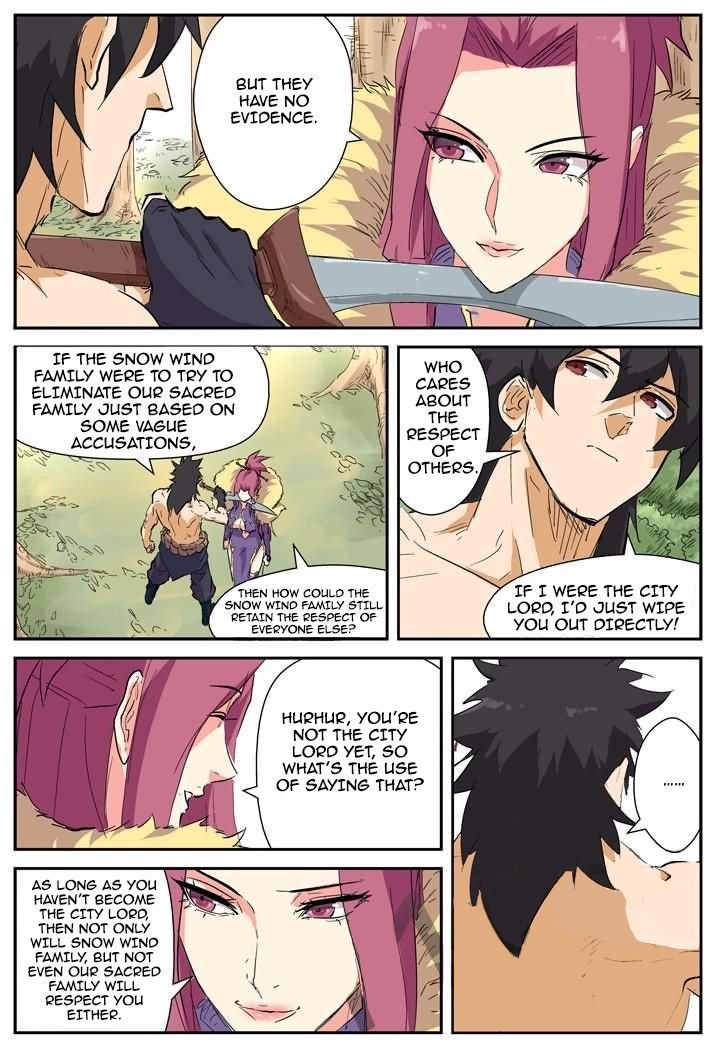 BUT THEY
HAVE NO
EVIDENCE.
IF THE SNOW WIND
FAMILY WERE TO TRY TO
ELIMINATE OUR SACRED
FAMILY JUST BASED ON
SOME VAGUE
ACCUSATIONS,
THEN HOW COULD THE
SNOW WIND FAMILY STILL
RETAIN THE RESPECT OF
EVERYONE ELSE?
WHO
CARES
ABOUT
THE
RESPECT
OF
OTHERS.
IF I WERE THE CITY
LORD, I'D JUST WIPE
YOU OUT DIRECTLY!
HURHUR, YOU'RE
NOT THE CITY
LORD YET, SO
WHAT'S THE USE
OF SAYING THAT?
......
AS LONG AS YOU
HAVEN'T BECOME
THE CITY LORD,
THEN NOT ONLY
WILL SNOW WIND
FAMILY, BUT NOT
EVEN OUR SACRED
FAMILY WILL
RESPECT YOU
EITHER.